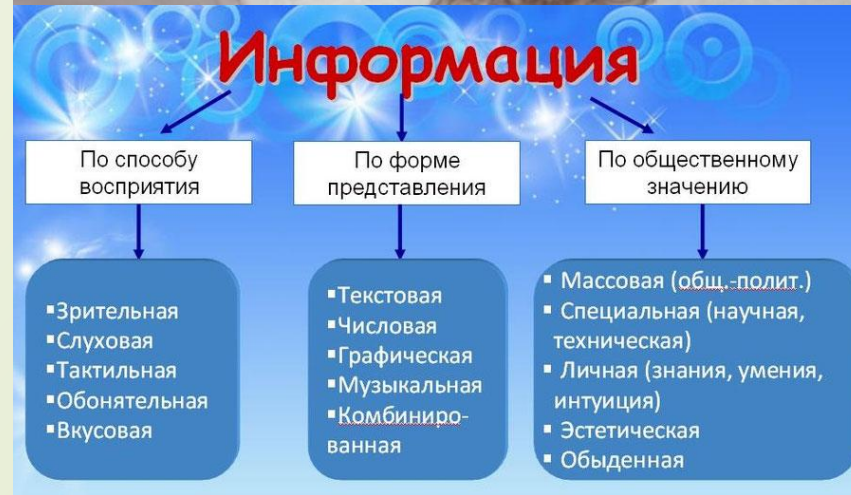 Информация
По способу
восприятия
По форме
представления
По общественному
значению
▪Зрительная
▪Слуховая
▪Тактильная
▪Обонятельная
▪Вкусовая
▪Текстовая
▪Числовая
▪Графическая
▪Музыкальная
▪Комбиниро-
ванная
▪ Массовая (общ.-полит.)
▪ Специальная (научная,
техническая)
▪ Личная (знания, умения,
интуиция)
▪ Эстетическая
▪ Обыденная